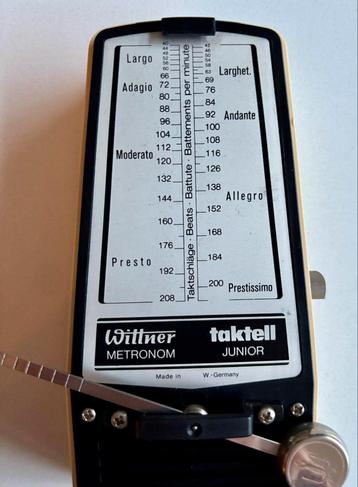 Largo
Larghet.
66
69
Adagio
72
76
80
84
88
Andante
92
96
100
104
108
Moderato
112
116
120
126
132
138
144
Allegro
152
160
168
176
184
Presto
192
200
Prestissimo
208
Taktschläge · Beats · Battute · Battements per minute
Wittner
taktell
METRONOM
JUNIOR
Made in W.-Germany